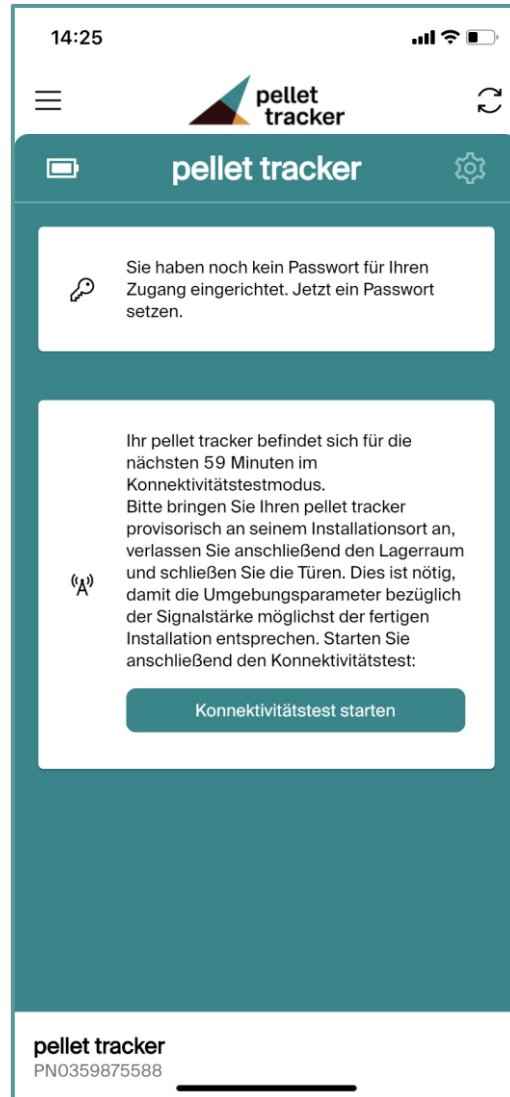 14:25
pellet
tracker
pellet tracker
Sie haben noch kein Passwort für Ihren
Zugang eingerichtet. Jetzt ein Passwort
setzen.
Ihr pellet tracker befindet sich für die
nächsten 59 Minuten im
Konnektivitätstestmodus.
Bitte bringen Sie Ihren pellet tracker
provisorisch an seinem Installationsort an,
verlassen Sie anschließend den Lagerraum
und schließen Sie die Türen. Dies ist nötig,
damit die Umgebungsparameter bezüglich
der Signalstärke möglichst der fertigen
Installation entsprechen. Starten Sie
anschließend den Konnektivitätstest:
Konnektivitätstest starten
pellet tracker
PN0359875588